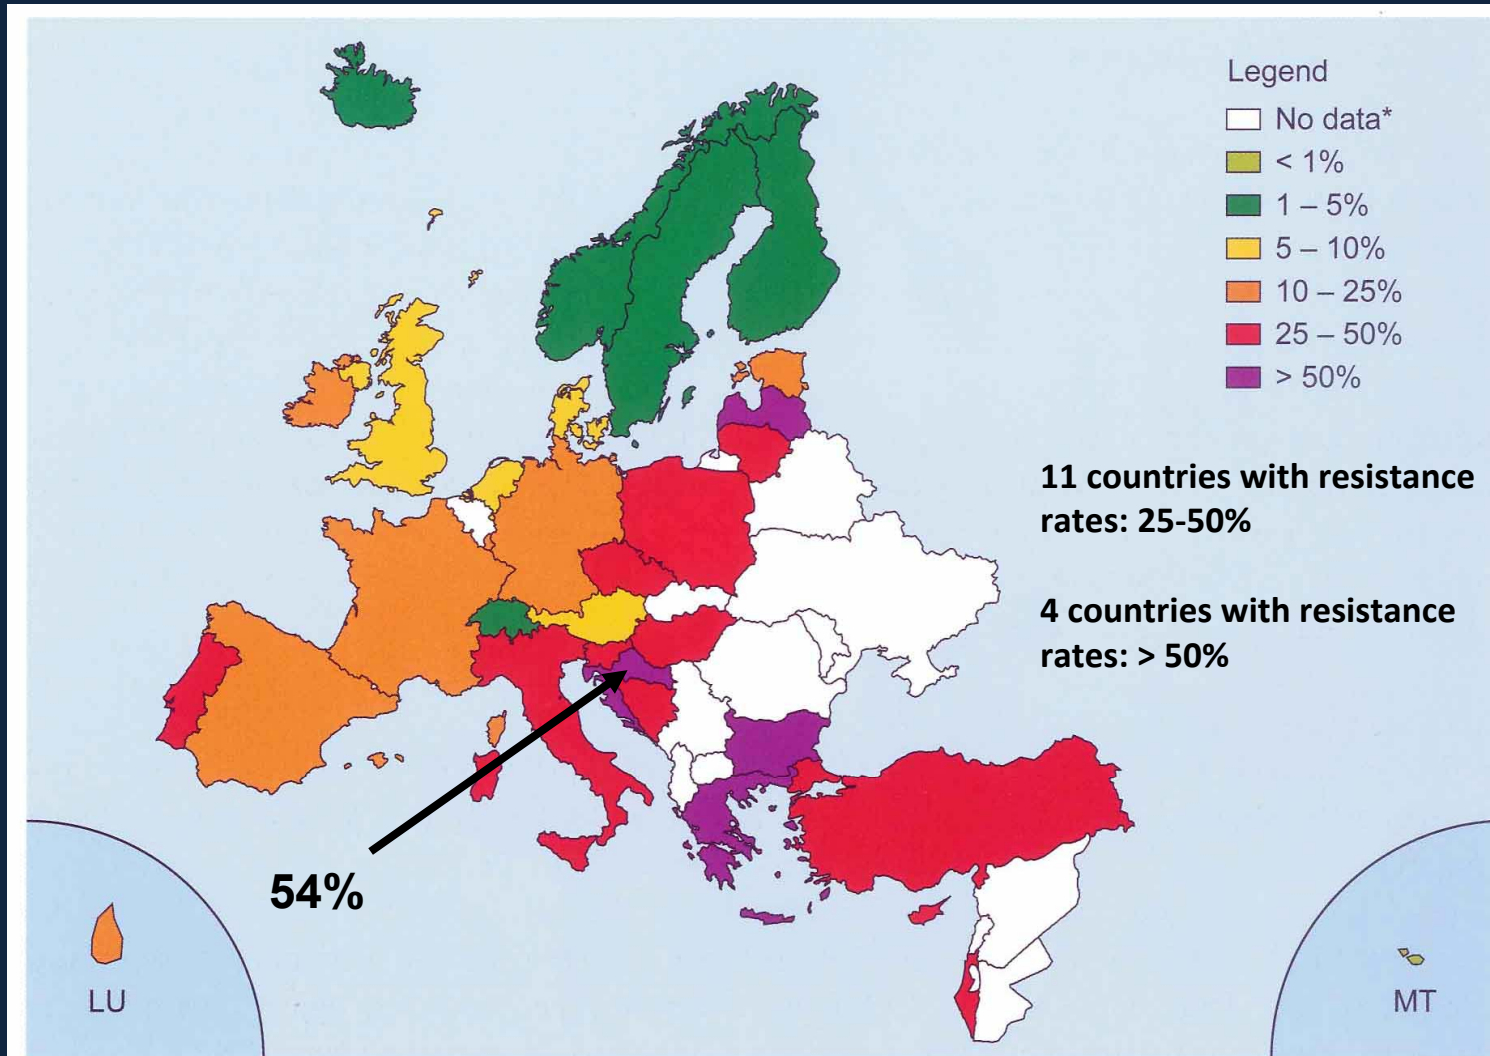 Legend
No data*
< 1%
1 – 5%
5 – 10%
10 – 25%
25 – 50%
> 50%
11 countries with resistance
rates: 25-50%
4 countries with resistance
rates: > 50%
54%
LU
MT